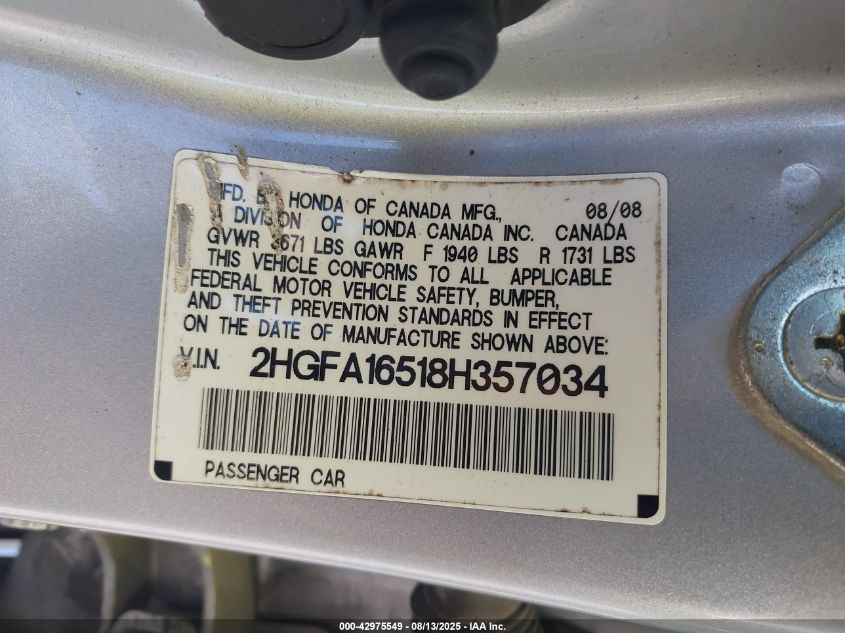 MFD. BY HONDA OF CANADA MFG., 08/08
A DIVISION OF HONDA CANADA INC. CANADA
GVWR 3671 LBS GAWR F 1940 LBS R 1731 LBS
THIS VEHICLE CONFORMS TO ALL APPLICABLE
FEDERAL MOTOR VEHICLE SAFETY, BUMPER,
AND THEFT PREVENTION STANDARDS IN EFFECT
ON THE DATE OF MANUFACTURE SHOWN ABOVE:
V.I.N. 2HGFA16518H357034
PASSENGER CAR
000-42975549 - 08/13/2025 - IAA Inc.